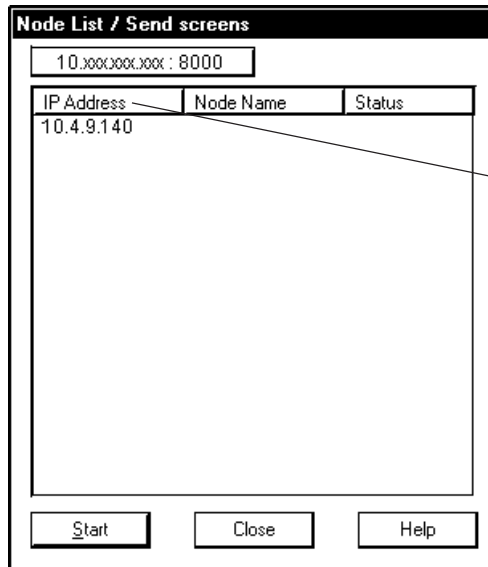 Node List / Send screens
10.xxx.xxx.xxx : 8000
IP Address Node Name Status
10.4.9.140
Start Close Help